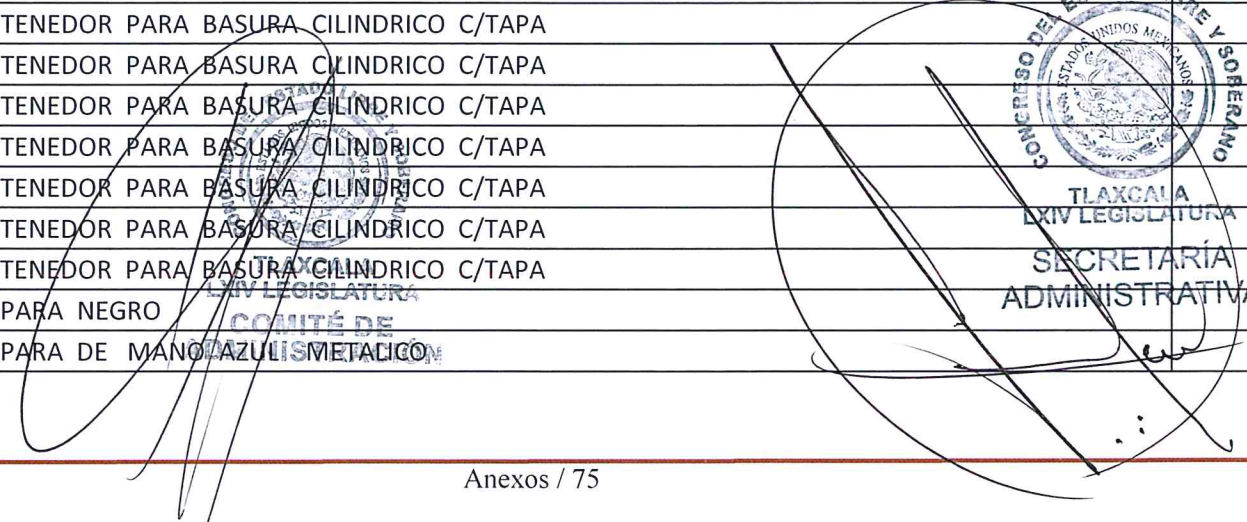 TENEDOR PARA BASURA CILINDRICO C/TAPA
TENEDOR PARA BASURA CILINDRICO C/TAPA
TENEDOR PARA BASURA CILINDRICO C/TAPA
TENEDOR PARA BASURA CILINDRICO C/TAPA
TENEDOR PARA BASURA CILINDRICO C/TAPA
TENEDOR PARA BASURA CILINDRICO C/TAPA
TENEDOR PARA BASURA CILINDRICO C/TAPA
PARA NEGRO
PARA DE MANO AZUL METALICO
TLAXCALA
LXIV LEGISLATURA
COMITÉ DE
ADMINISTRACIÓN
CONGRESO DEL Y SOBERANO
ESTADOS UNIDOS MEXICANOS
TLAXCALA
LXIV LEGISLATURA
SECRETARÍA
ADMINISTRATIVA
Anexos / 75